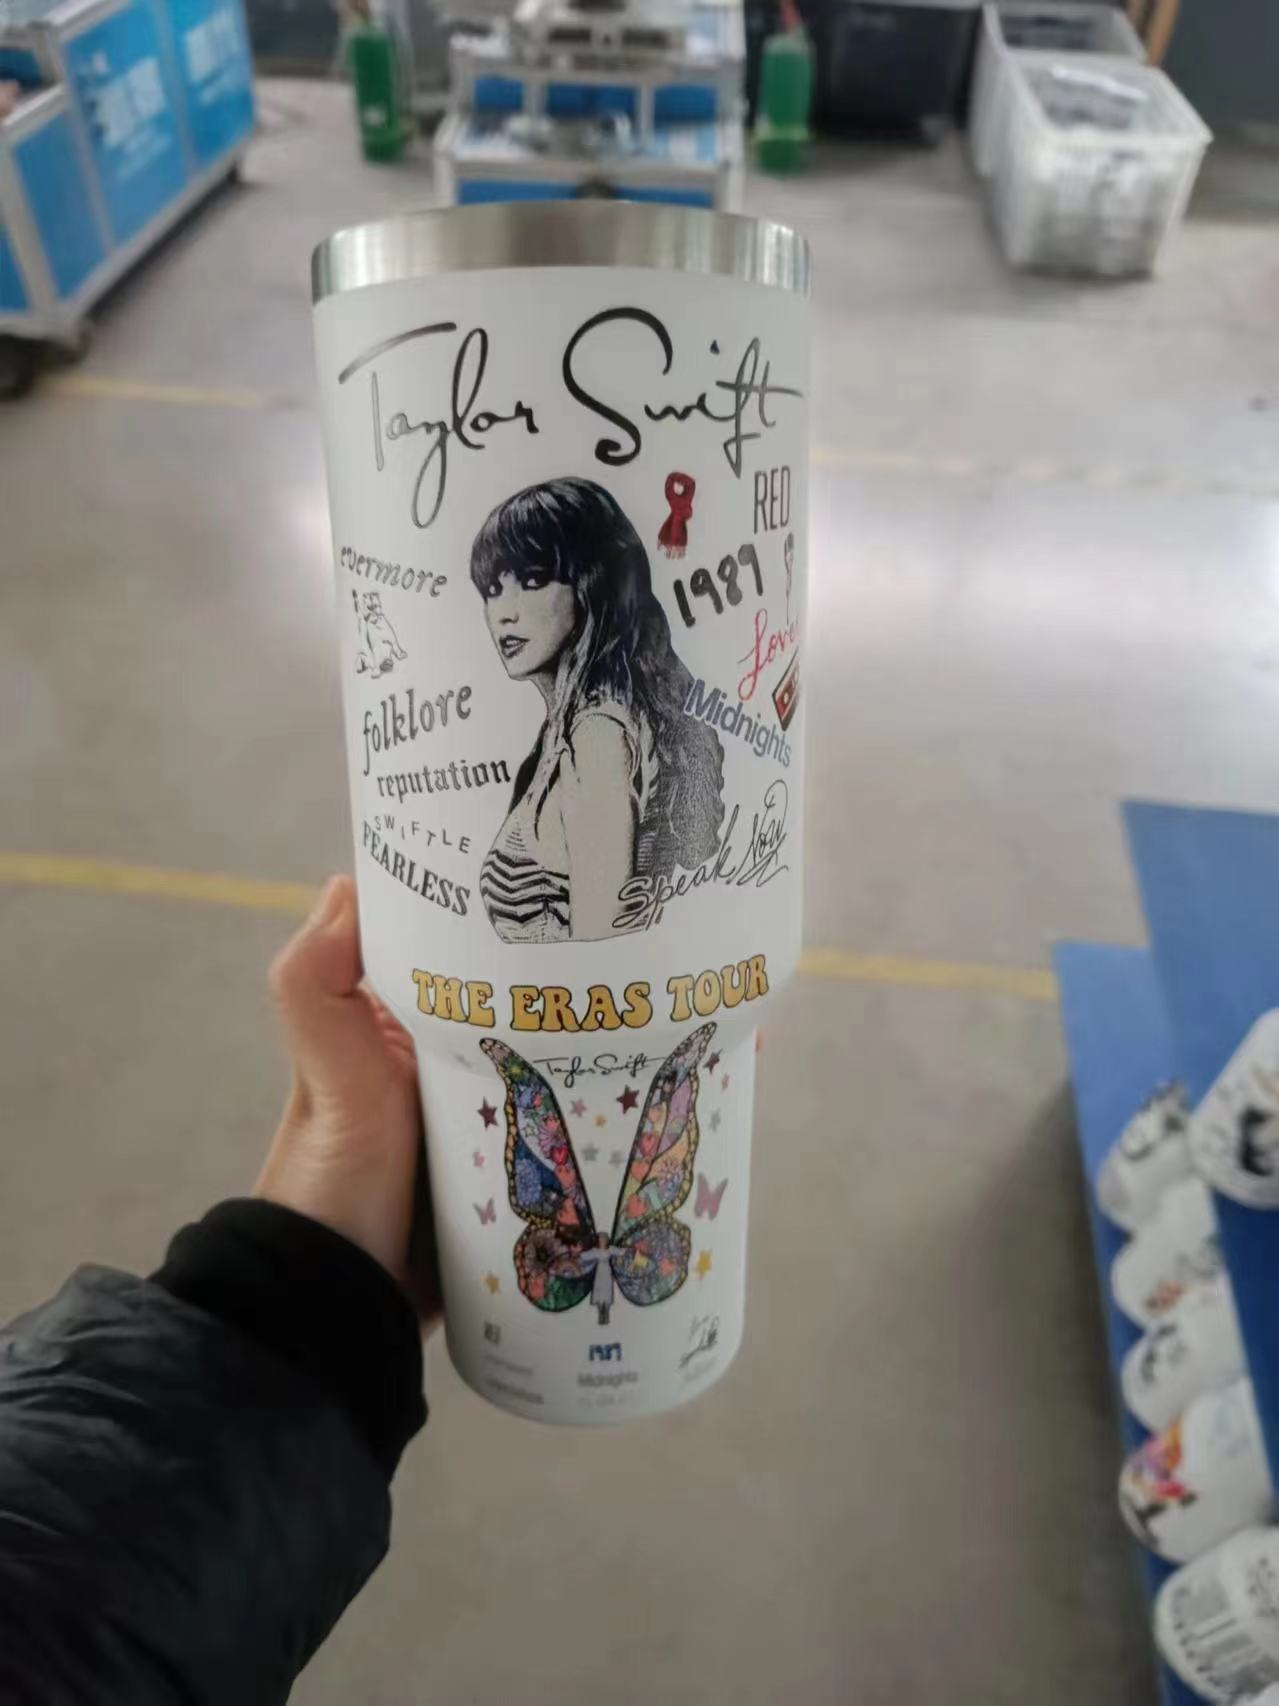 Taylor Swift
RED
evermore
1989
Lover
folklore
Midnights
reputation
SWIFTLE
FEARLESS
Speak Now
THE ERAS TOUR
Taylor Swift
Midnights